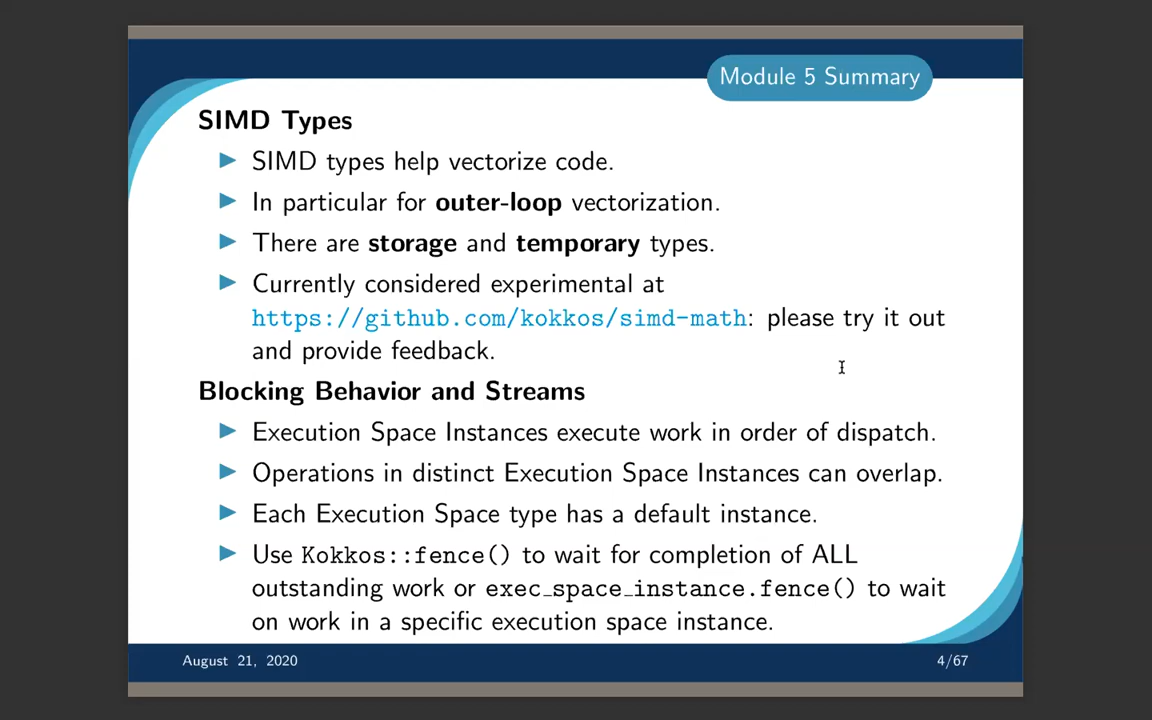 Module 5 Summary
SIMD Types
SIMD types help vectorize code.
In particular for outer-loop vectorization.
There are storage and temporary types.
Currently considered experimental at
https://github.com/kokkos/simd-math: please try it out
and provide feedback.
Blocking Behavior and Streams
Execution Space Instances execute work in order of dispatch.
Operations in distinct Execution Space Instances can overlap.
Each Execution Space type has a default instance.
Use Kokkos::fence() to wait for completion of ALL
outstanding work or exec_space_instance.fence() to wait
on work in a specific execution space instance.
August 21, 2020
4/67